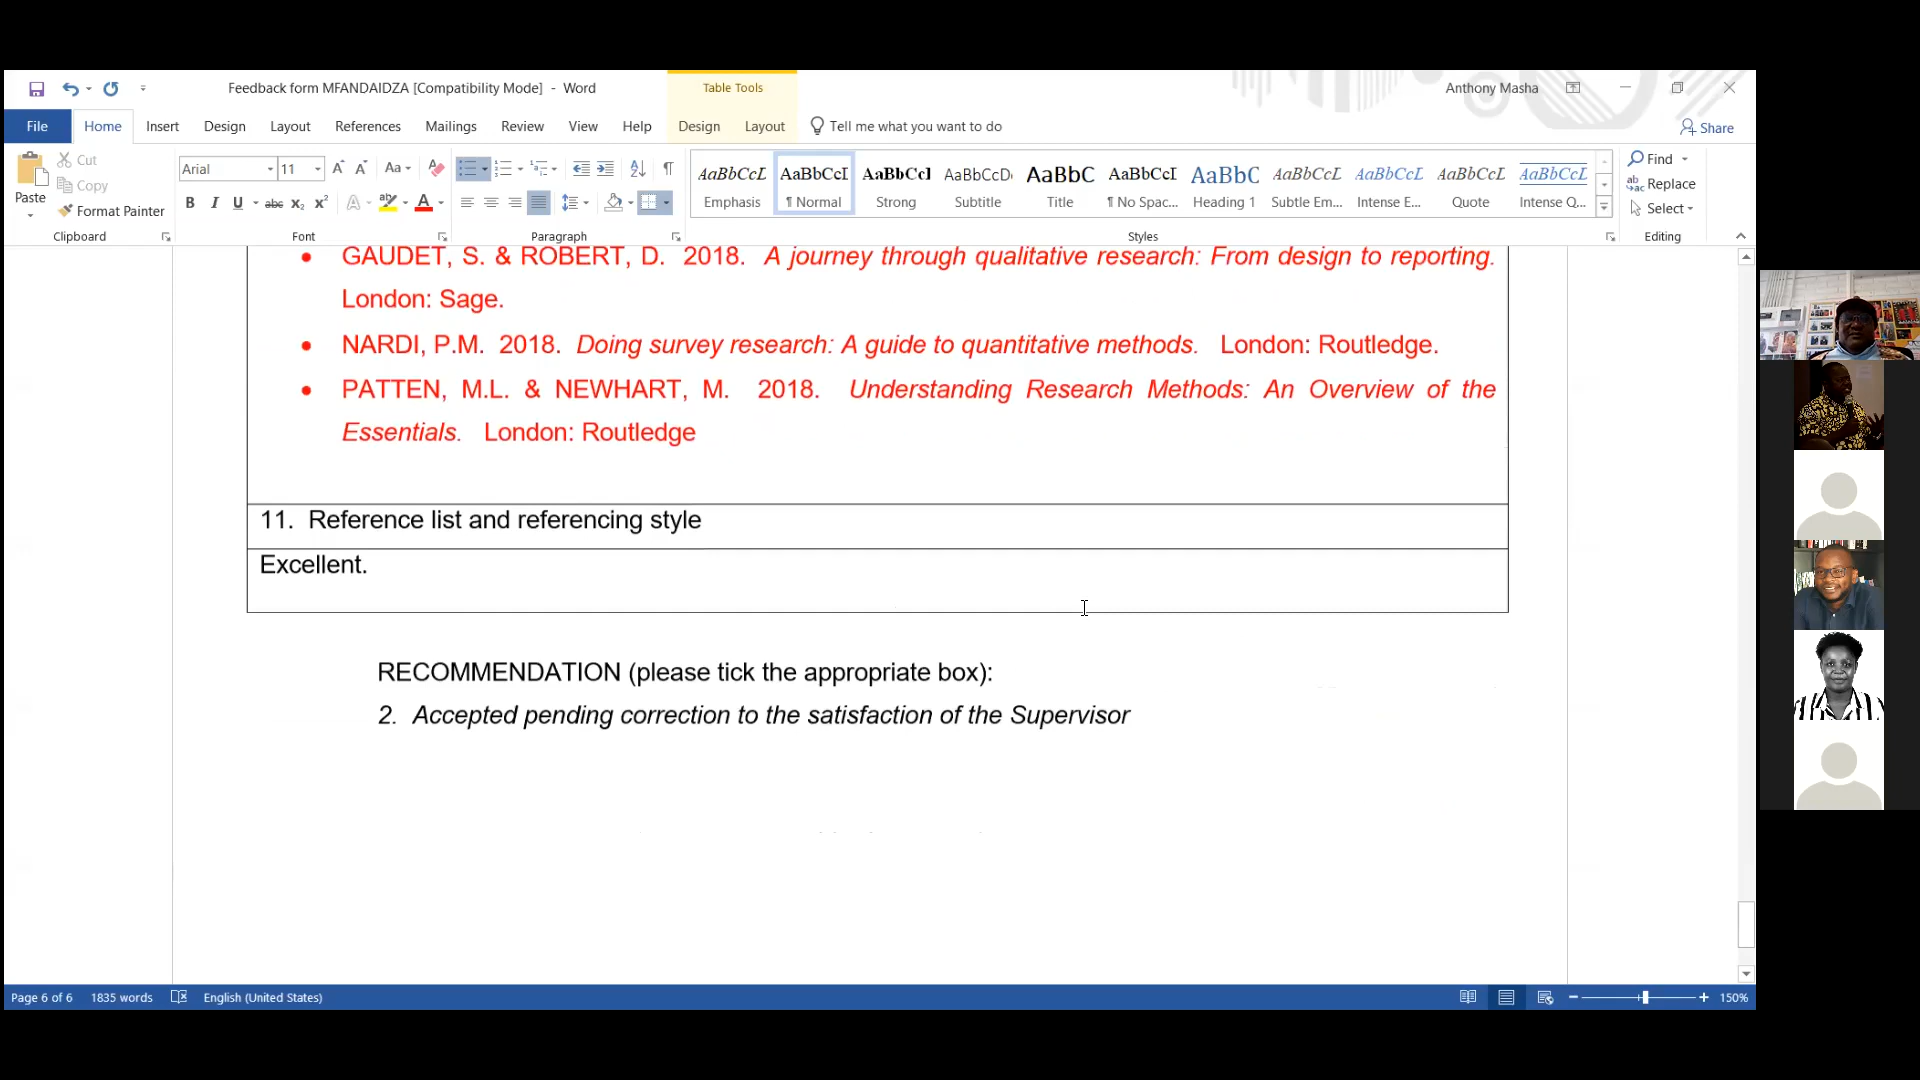 Feedback form MFANDAIDZA [Compatibility Mode] - Word
Table Tools
Anthony Masha
File Home Insert Design Layout References Mailings Review View Help Design Layout Tell me what you want to do
Share
Paste
Cut
Copy
Format Painter
Clipboard
Arial 11
Font
Paragraph
AaBbCcL AaBbCcI AaBbCcI AaBbCcD AaBbC AaBbCcI AaBbC AaBbCcL AaBbCcL AaBbCcL AaBbCcL
Emphasis ¶ Normal Strong Subtitle Title ¶ No Spac... Heading 1 Subtle Em... Intense E... Quote Intense Q...
Styles
Find
Replace
Select
Editing
• GAUDET, S. & ROBERT, D. 2018. A journey through qualitative research: From design to reporting.
London: Sage.
• NARDI, P.M. 2018. Doing survey research: A guide to quantitative methods. London: Routledge.
• PATTEN, M.L. & NEWHART, M. 2018. Understanding Research Methods: An Overview of the
Essentials. London: Routledge
11. Reference list and referencing style
Excellent.
RECOMMENDATION (please tick the appropriate box):
2. Accepted pending correction to the satisfaction of the Supervisor
Page 6 of 6 1835 words English (United States) 150%